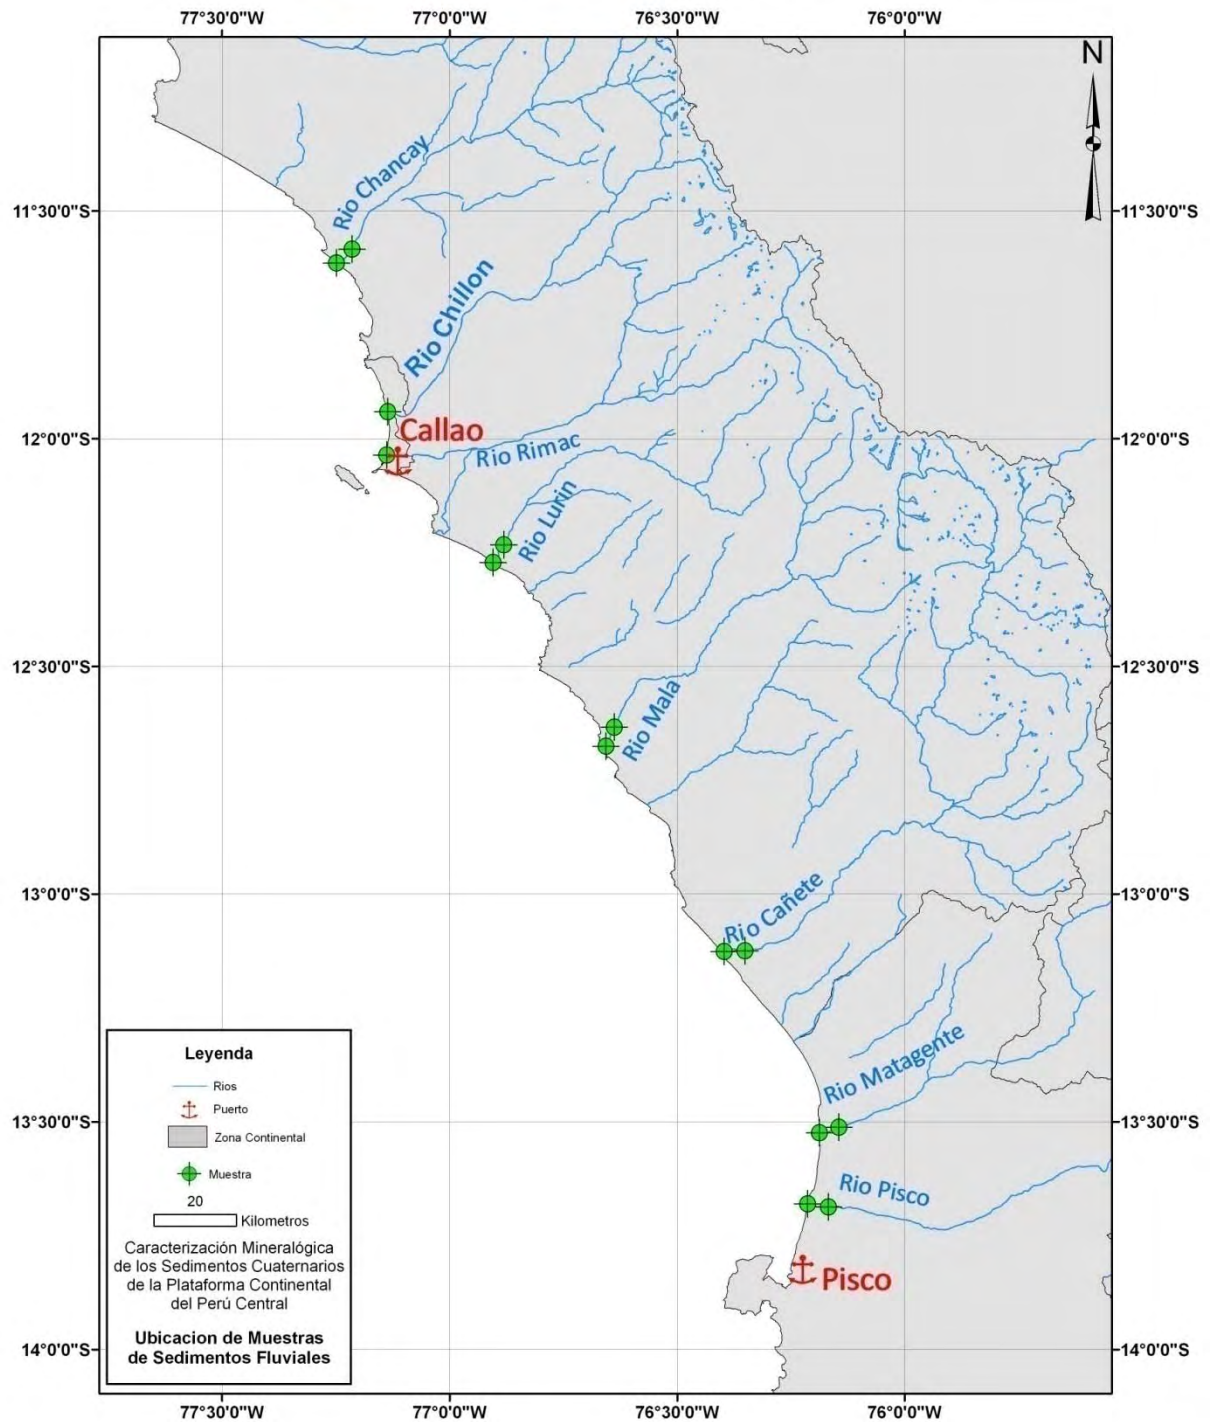 77°30'0"W 77°0'0"W 76°30'0"W 76°0'0"W
N
Rio Chancay
11°30'0"S 11°30'0"S
Rio Chillon
Callao
12°0'0"S 12°0'0"S
Rio Rimac
Rio Lurin
12°30'0"S 12°30'0"S
Rio Mala
13°0'0"S 13°0'0"S
Rio Cañete
Rio Matagente
13°30'0"S 13°30'0"S
Rio Pisco
Pisco
14°0'0"S 14°0'0"S
Leyenda
Rios
Puerto
Zona Continental
Muestra
20
Kilometros
Caracterización Mineralógica
de los Sedimentos Cuaternarios
de la Plataforma Continental
del Perú Central
Ubicacion de Muestras
de Sedimentos Fluviales
77°30'0"W 77°0'0"W 76°30'0"W 76°0'0"W